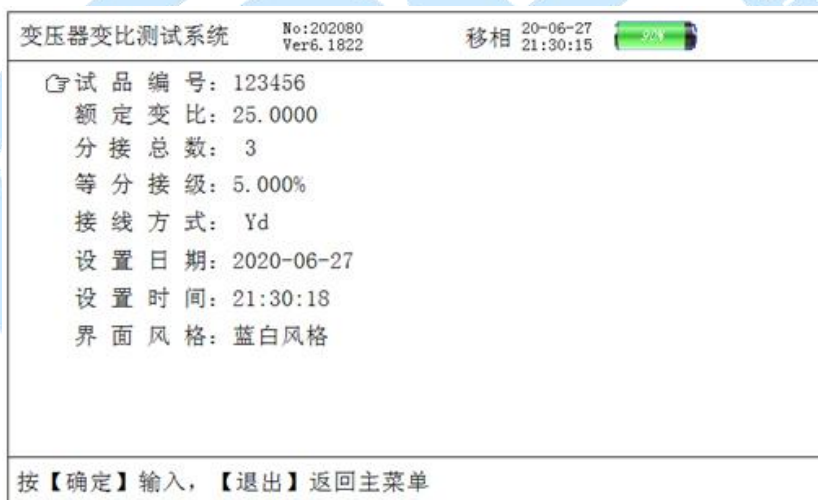 变压器变比测试系统 No:202080 移相 20-06-27
Ver6.1822 21:30:15
试品编号：123456
额定变比：25.0000
分接总数： 3
等分接级：5.000%
接线方式： Yd
设置日期：2020-06-27
设置时间：21:30:18
界面风格：蓝白风格
按【确定】输入，【退出】返回主菜单